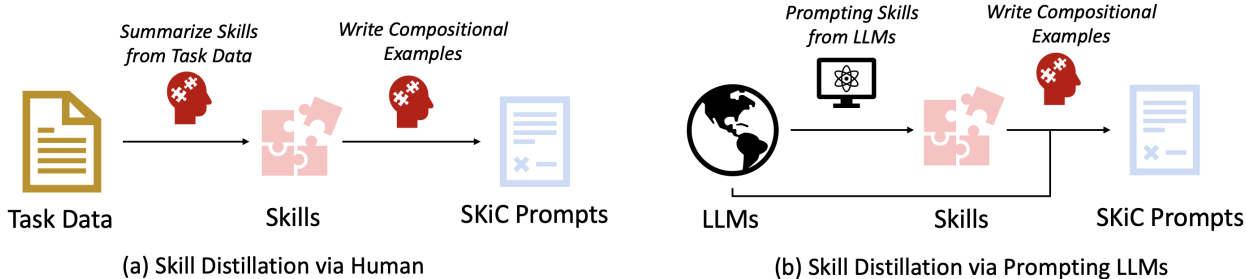 Summarize Skills
from Task Data
Write Compositional
Examples
Task Data
Skills
SKiC Prompts
(a) Skill Distillation via Human
Prompting Skills
from LLMs
Write Compositional
Examples
LLMs
Skills
SKiC Prompts
(b) Skill Distillation via Prompting LLMs